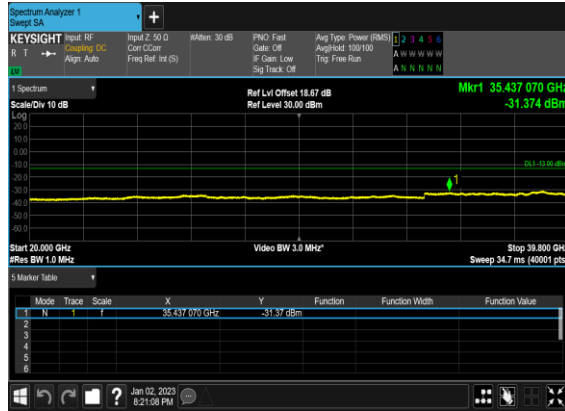 Spectrum Analyzer 1
Swept SA
+
KEYSIGHT Input: RF Input Z: 50 Ω #Atten: 30 dB PNO: Fast Avg Type: Power (RMS) 1 2 3 4 5 6
R T Coupling: DC Corr CCorr Gate: Off Avg|Hold: 100/100 A W W W W W
Align: Auto Freq Ref: Int (S) IF Gain: Low Trig: Free Run
Sig Track: Off A N N N N N
LXI
1 Spectrum Ref Lvl Offset 18.67 dB Mkr1 35.437 070 GHz
Scale/Div 10 dB Ref Level 30.00 dBm -31.374 dBm
Log
20.0
10.0
0.00
-10.0 DL1 -13.00 dBm
-20.0 1
-30.0
-40.0
-50.0
-60.0
Start 20.000 GHz Video BW 3.0 MHz* Stop 39.800 GHz
#Res BW 1.0 MHz Sweep 34.7 ms (40001 pts)
5 Marker Table
Mode Trace Scale X Y Function Function Width Function Value
1 N 1 f 35.437 070 GHz -31.37 dBm
2
3
4
5
6
? Jan 02, 2023
8:21:08 PM